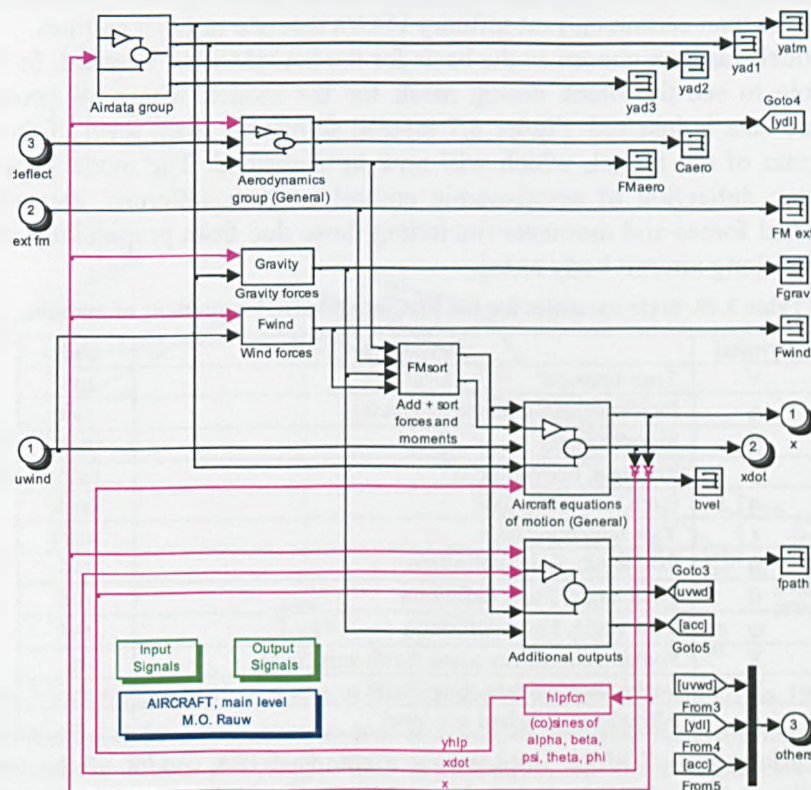 yatm
yad1
Airdata group
yad3
yad2
Goto4
[ydl]
3
deflect
Aerodynamics
group (General)
FMaero
Caero
2
ext fm
FM ext
Gravity
Gravity forces
Fgrav
Fwind
Wind forces
Fwind
FMsort
Add + sort
forces and
moments
1
uwind
1
x
2
xdot
Aircraft equations
of motion (General)
bvel
fpath
Goto3
[uvwd]
[acc]
Goto5
Additional outputs
Input
Signals
Output
Signals
AIRCRAFT, main level
M.O. Rauw
hlpfcn
(co)sines of
alpha, beta,
psi, theta, phi
yhlp
xdot
x
[uvwd]
From3
[ydl]
From4
[acc]
From5
3
others